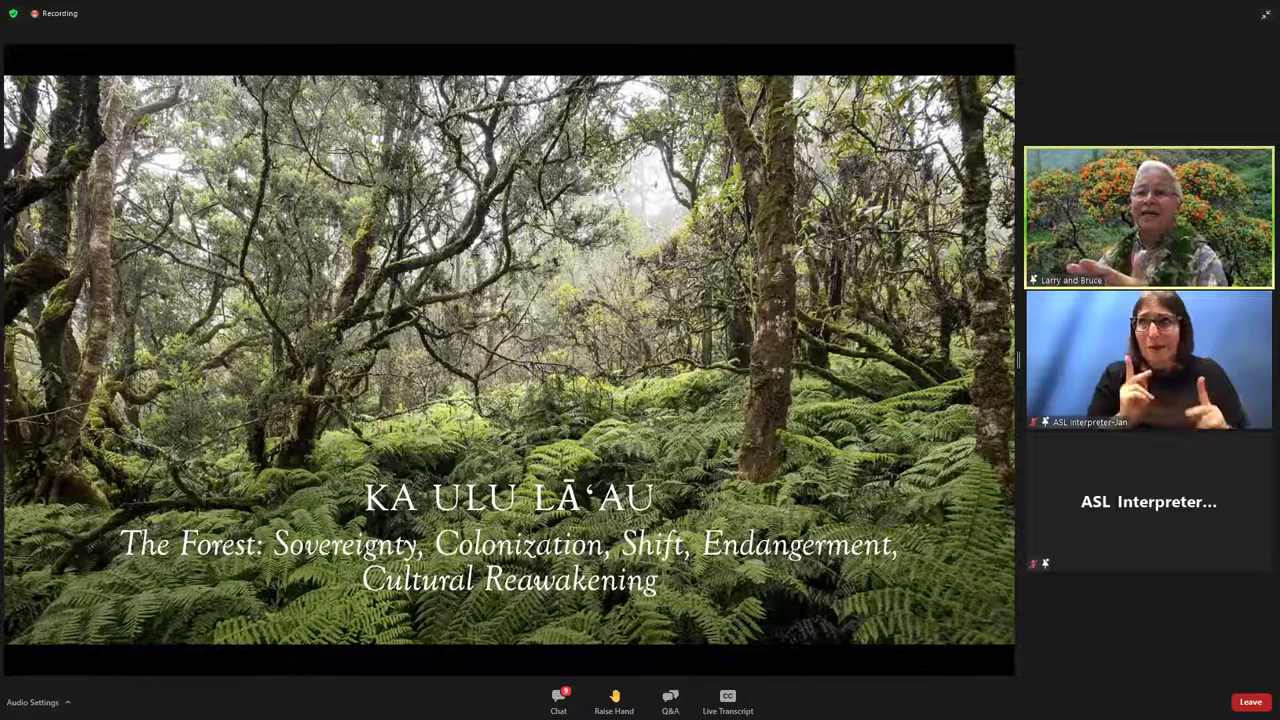 Recording
KA ULU LĀʻAU
The Forest: Sovereignty, Colonization, Shift, Endangerment,
Cultural Reawakening
Larry and Bruce
ASL Interpreter-Jan
ASL Interpreter...
Audio Settings
9
Chat
Raise Hand
Q&A
CC
Live Transcript
Leave